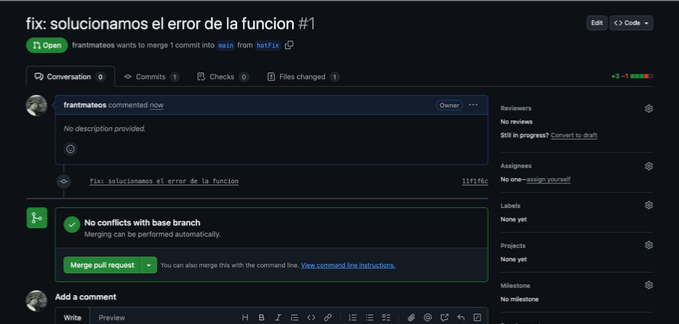 fix: solucionamos el error de la funcion #1
Edit
Code
Open
frantmateos wants to merge 1 commit into main from hotFix
Conversation 0
Commits 1
Checks 0
Files changed 1
+3 −1
frantmateos commented now
Owner
No description provided.
fix: solucionamos el error de la funcion
11f1f6c
No conflicts with base branch
Merging can be performed automatically.
Merge pull request
You can also merge this with the command line. View command line instructions.
Add a comment
Write
Preview
H B I
Reviewers
No reviews
Still in progress? Convert to draft
Assignees
No one—assign yourself
Labels
None yet
Projects
None yet
Milestone
No milestone